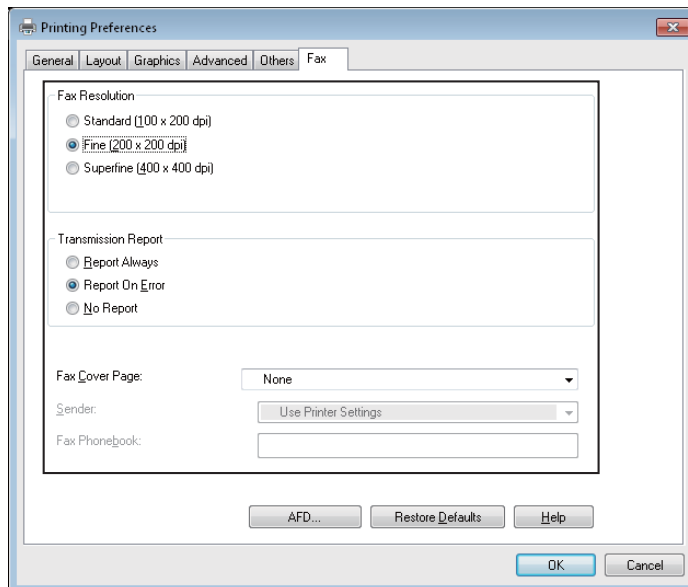 Printing Preferences
General Layout Graphics Advanced Others Fax
Fax Resolution
Standard (100 x 200 dpi)
Fine (200 x 200 dpi)
Superfine (400 x 400 dpi)
Transmission Report
Report Always
Report On Error
No Report
Fax Cover Page: None
Sender: Use Printer Settings
Fax Phonebook:
AFD... Restore Defaults Help
OK Cancel